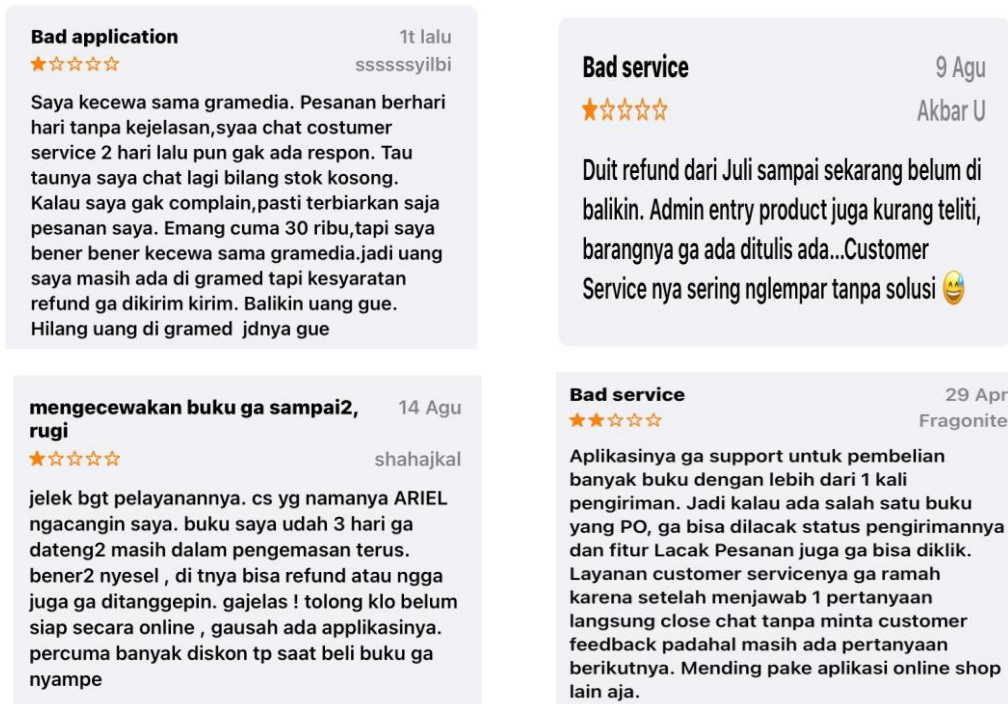 Bad application
1t lalu
ssssssyilbi
Saya kecewa sama gramedia. Pesanan berhari
hari tanpa kejelasan,syaa chat costumer
service 2 hari lalu pun gak ada respon. Tau
taunya saya chat lagi bilang stok kosong.
Kalau saya gak complain,pasti terbiarkan saja
pesanan saya. Emang cuma 30 ribu,tapi saya
bener bener kecewa sama gramedia.jadi uang
saya masih ada di gramed tapi kesyaratan
refund ga dikirim kirim. Balikin uang gue.
Hilang uang di gramed jdnya gue
Bad service
9 Agu
Akbar U
Duit refund dari Juli sampai sekarang belum di
balikin. Admin entry product juga kurang teliti,
barangnya ga ada ditulis ada...Customer
Service nya sering nglempar tanpa solusi 😅
mengecewakan buku ga sampai2,
rugi
14 Agu
shahajkal
jelek bgt pelayanannya. cs yg namanya ARIEL
ngacangin saya. buku saya udah 3 hari ga
dateng2 masih dalam pengemasan terus.
bener2 nyesel , di tnya bisa refund atau ngga
juga ga ditanggepin. gajelas ! tolong klo belum
siap secara online , gausah ada applikasinya.
percuma banyak diskon tp saat beli buku ga
nyampe
Bad service
29 Apr
Fragonite
Aplikasinya ga support untuk pembelian
banyak buku dengan lebih dari 1 kali
pengiriman. Jadi kalau ada salah satu buku
yang PO, ga bisa dilacak status pengirimannya
dan fitur Lacak Pesanan juga ga bisa diklik.
Layanan customer servicenya ga ramah
karena setelah menjawab 1 pertanyaan
langsung close chat tanpa minta customer
feedback padahal masih ada pertanyaan
berikutnya. Mending pake aplikasi online shop
lain aja.